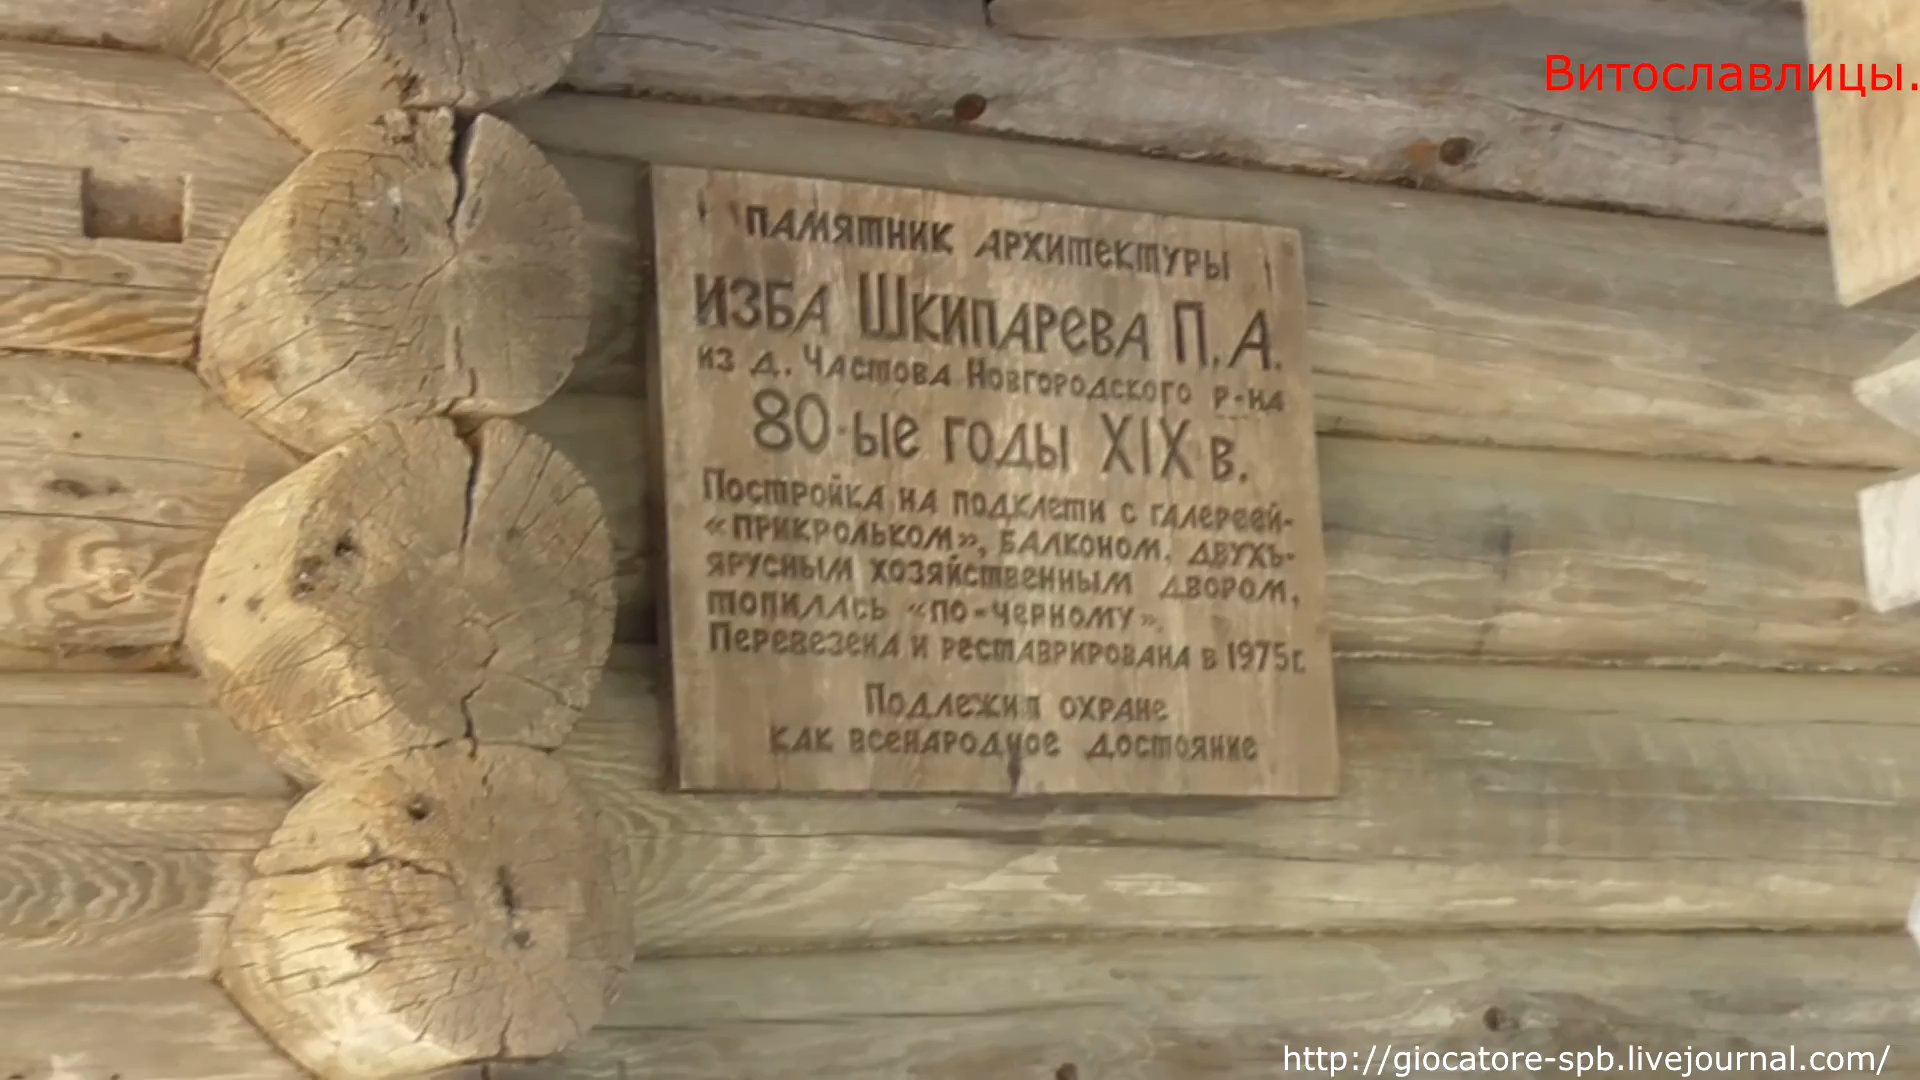 Витославлицы.
ПАМЯТНИК АРХИТЕКТУРЫ
ИЗБА ШКИПАРЕВА П.А.
ИЗ Д. ЧАСТОВА НОВГОРОДСКОГО Р-НА
80-ЫЕ ГОДЫ XIX В.
ПОСТРОЙКА НА ПОДКЛЕТИ С ГАЛЕРЕЕЙ-
«ПРИКРОЛЬКОМ», БАЛКОНОМ, ДВУХЪ-
ЯРУСНЫМ ХОЗЯЙСТВЕННЫМ ДВОРОМ,
ТОПИЛАСЬ «ПО-ЧЕРНОМУ».
ПЕРЕВЕЗЕНА И РЕСТАВРИРОВАНА В 1975г.
ПОДЛЕЖИТ ОХРАНЕ
КАК ВСЕНАРОДНОЕ ДОСТОЯНИЕ
http://giocatore-spb.livejournal.com/